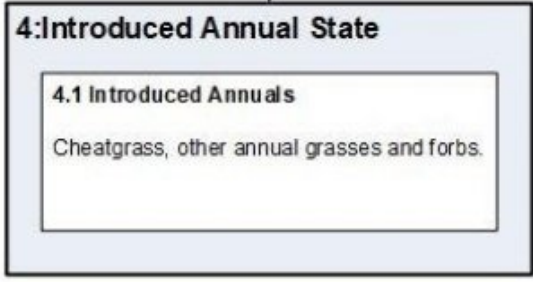 4:Introduced Annual State
4.1 Introduced Annuals
Cheatgrass, other annual grasses and forbs.